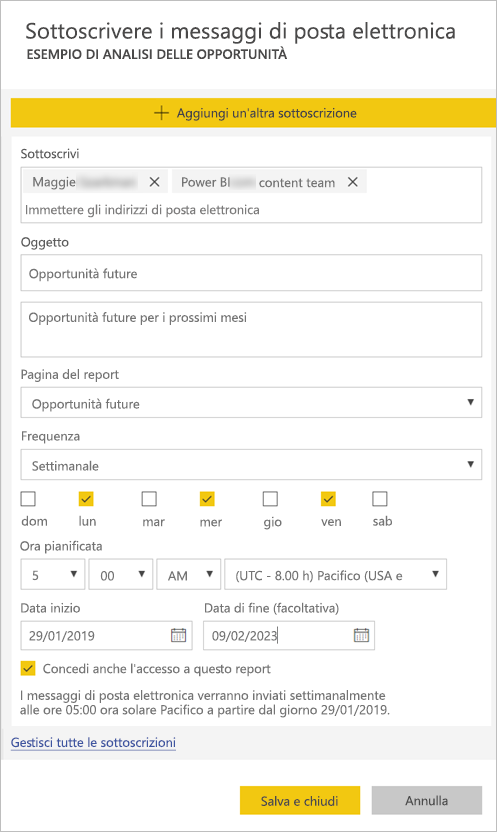 Sottoscrivere i messaggi di posta elettronica
ESEMPIO DI ANALISI DELLE OPPORTUNITÀ
Aggiungi un'altra sottoscrizione
Sottoscrivi
Maggie Power BI content team
Immettere gli indirizzi di posta elettronica
Oggetto
Opportunità future
Opportunità future per i prossimi mesi
Pagina del report
Opportunità future
Frequenza
Settimanale
dom lun mar mer gio ven sab
Ora pianificata
5 00 AM (UTC - 8.00 h) Pacifico (USA e
Data inizio Data di fine (facoltativa)
29/01/2019 09/02/2023
Concedi anche l'accesso a questo report
I messaggi di posta elettronica verranno inviati settimanalmente
alle ore 05:00 ora solare Pacifico a partire dal giorno 29/01/2019.
Gestisci tutte le sottoscrizioni
Salva e chiudi Annulla